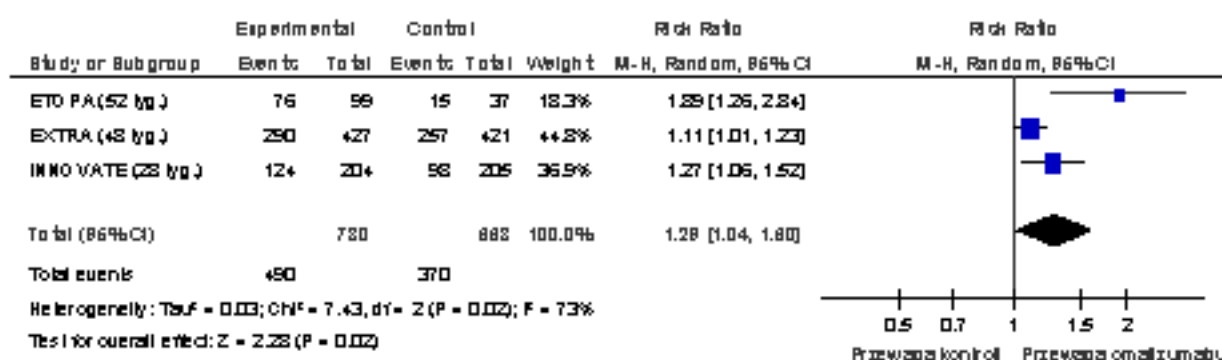 Experimental Control Risk Ratio Risk Ratio
Study or Subgroup Events Total Events Total Weight M-H, Random, 95% CI M-H, Random, 95% CI
ETOPA (52 tyg.) 76 99 15 37 18.3% 1.89 [1.26, 2.84]
EXTRA (48 tyg.) 290 427 257 421 44.8% 1.11 [1.01, 1.23]
INNOVATE (28 tyg.) 124 204 98 205 36.9% 1.27 [1.06, 1.52]
Total (95% CI) 730 663 100.0% 1.29 [1.04, 1.60]
Total events 490 370
Heterogeneity: Tau² = 0.03; Chi² = 7.43, df = 2 (P = 0.02); I² = 73%
Test for overall effect: Z = 2.28 (P = 0.02)
0.5 0.7 1 1.5 2
Przewaga kontroli Przewaga omalizumabu